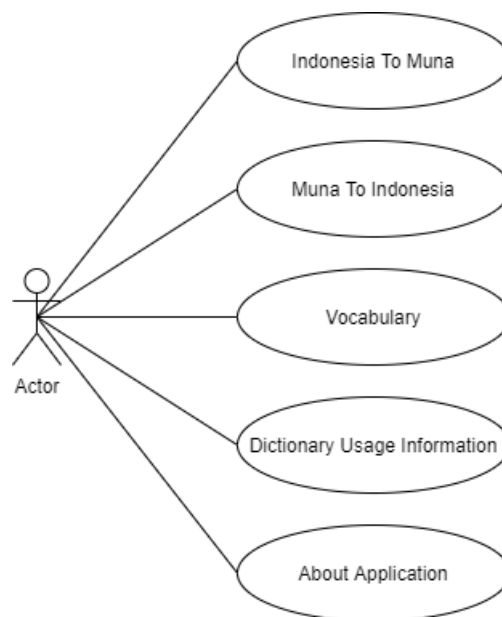 Indonesia To Muna
Muna To Indonesia
Vocabulary
Actor
Dictionary Usage Information
About Application